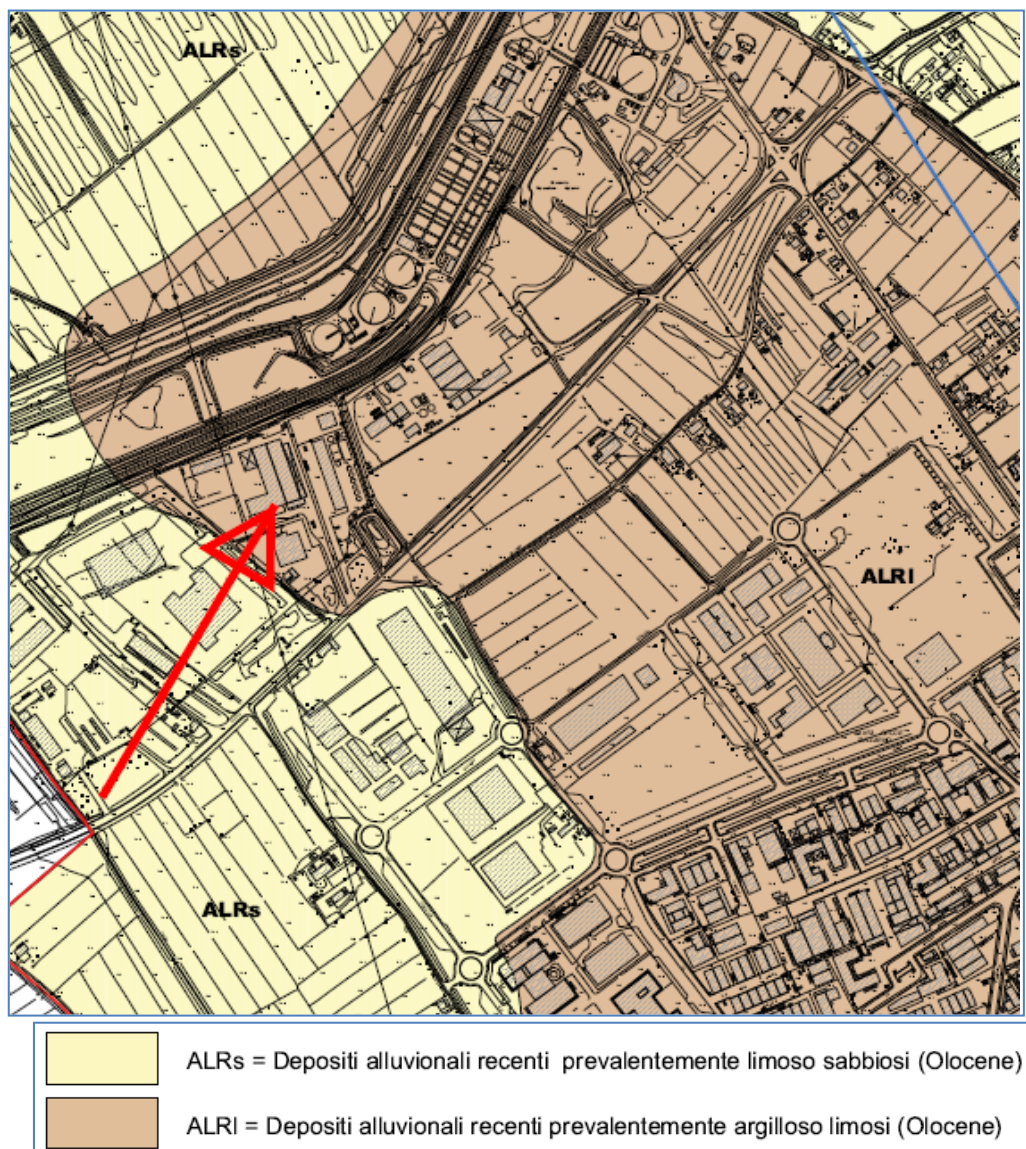 ALRs
ALRl
ALRs
ALRs = Depositi alluvionali recenti prevalentemente limoso sabbiosi (Olocene)
ALRl = Depositi alluvionali recenti prevalentemente argilloso limosi (Olocene)